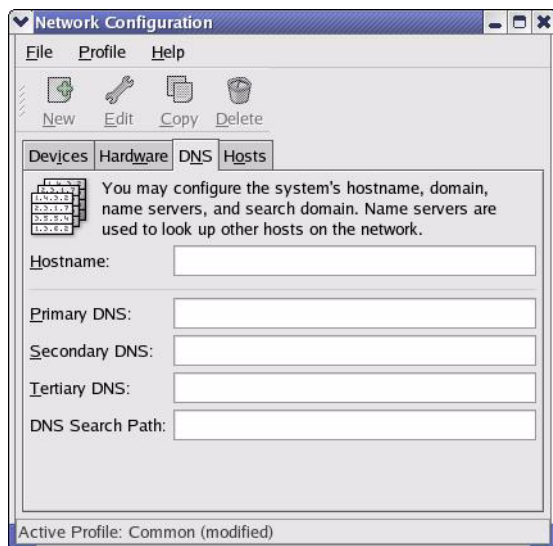 Network Configuration
File Profile Help
New Edit Copy Delete
Devices Hardware DNS Hosts
You may configure the system's hostname, domain,
name servers, and search domain. Name servers are
used to look up other hosts on the network.
Hostname:
Primary DNS:
Secondary DNS:
Tertiary DNS:
DNS Search Path:
Active Profile: Common (modified)